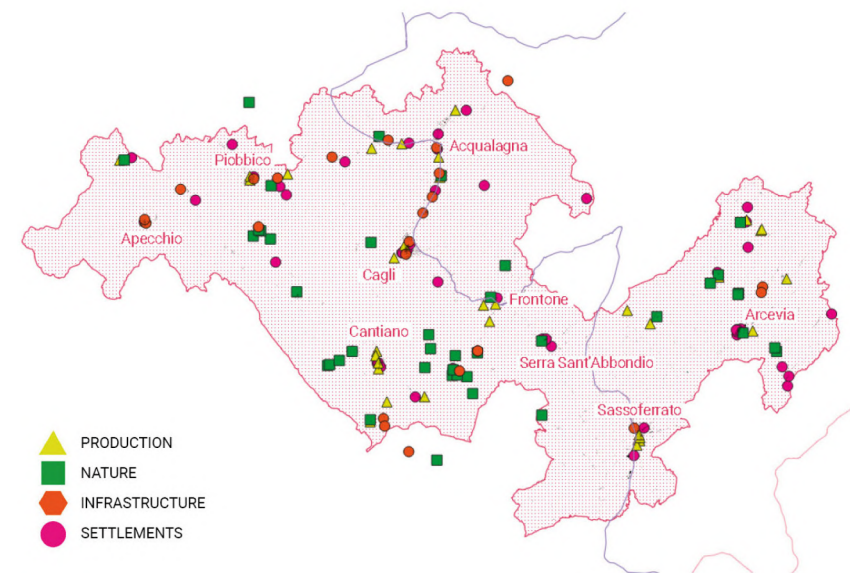 Acqualagna
Piobbico
Apecchio
Cagli
Frontone
Arcevia
Cantiano
Serra Sant'Abbondio
Sassoferrato
PRODUCTION
NATURE
INFRASTRUCTURE
SETTLEMENTS